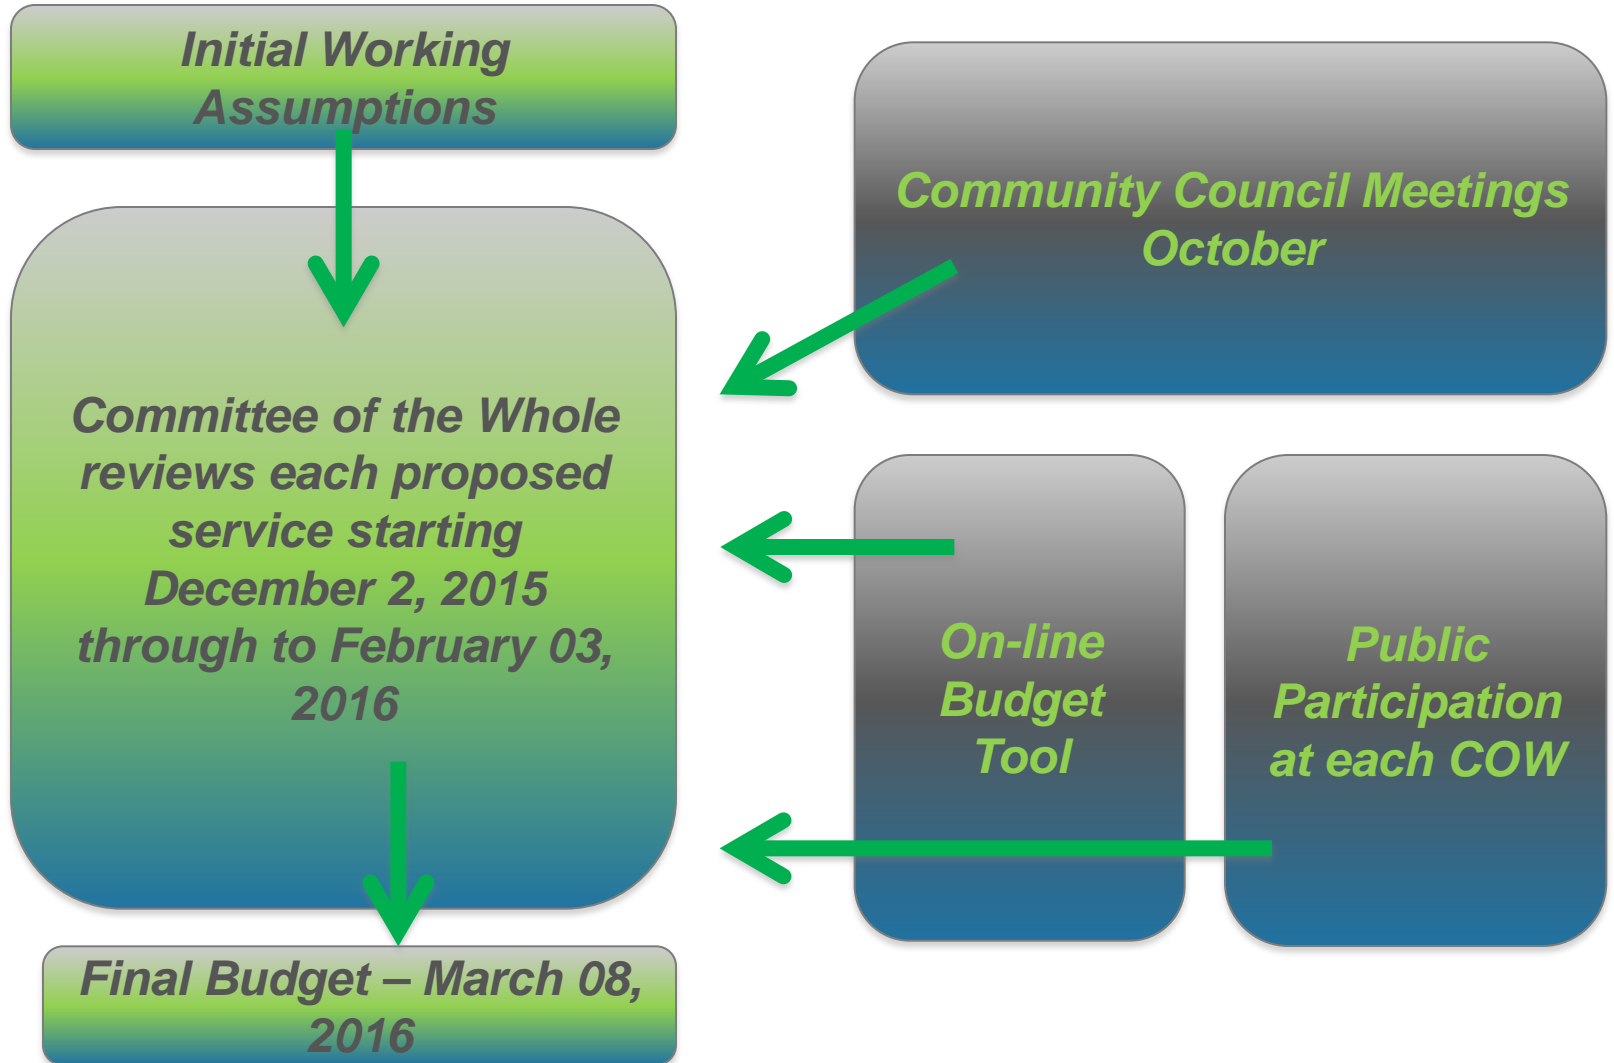 Initial Working
Assumptions
Committee of the Whole
reviews each proposed
service starting
December 2, 2015
through to February 03,
2016
Final Budget – March 08,
2016
Community Council Meetings
October
On-line
Budget
Tool
Public
Participation
at each COW